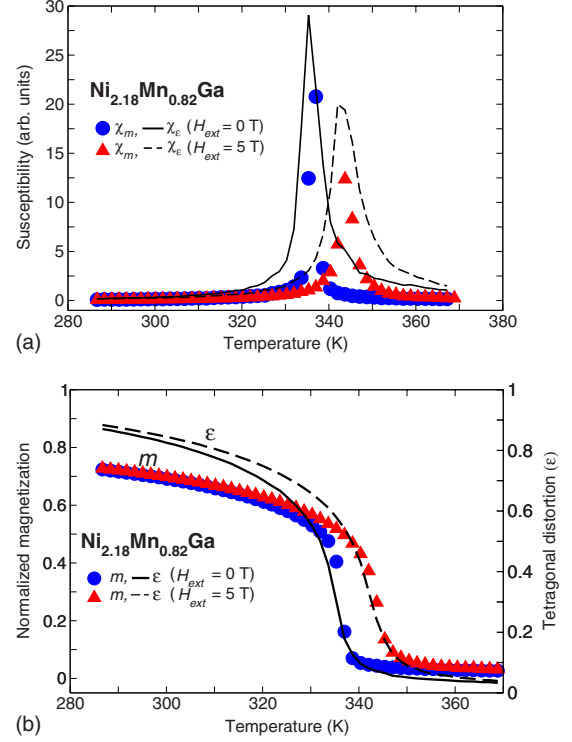 30
25
20
15
10
5
0
Susceptibility (arb. units)
Ni2.18Mn0.82Ga
χm, χε (Hext = 0 T)
χm, χε (Hext = 5 T)
280 300 320 340 360 380
(a) Temperature (K)
1
0.8
0.6
0.4
0.2
0
Normalized magnetization
ε
m
Ni2.18Mn0.82Ga
m, ε (Hext = 0 T)
m, ε (Hext = 5 T)
1
0.8
0.6
0.4
0.2
0
Tetragonal distortion (ε)
280 300 320 340 360
(b) Temperature (K)